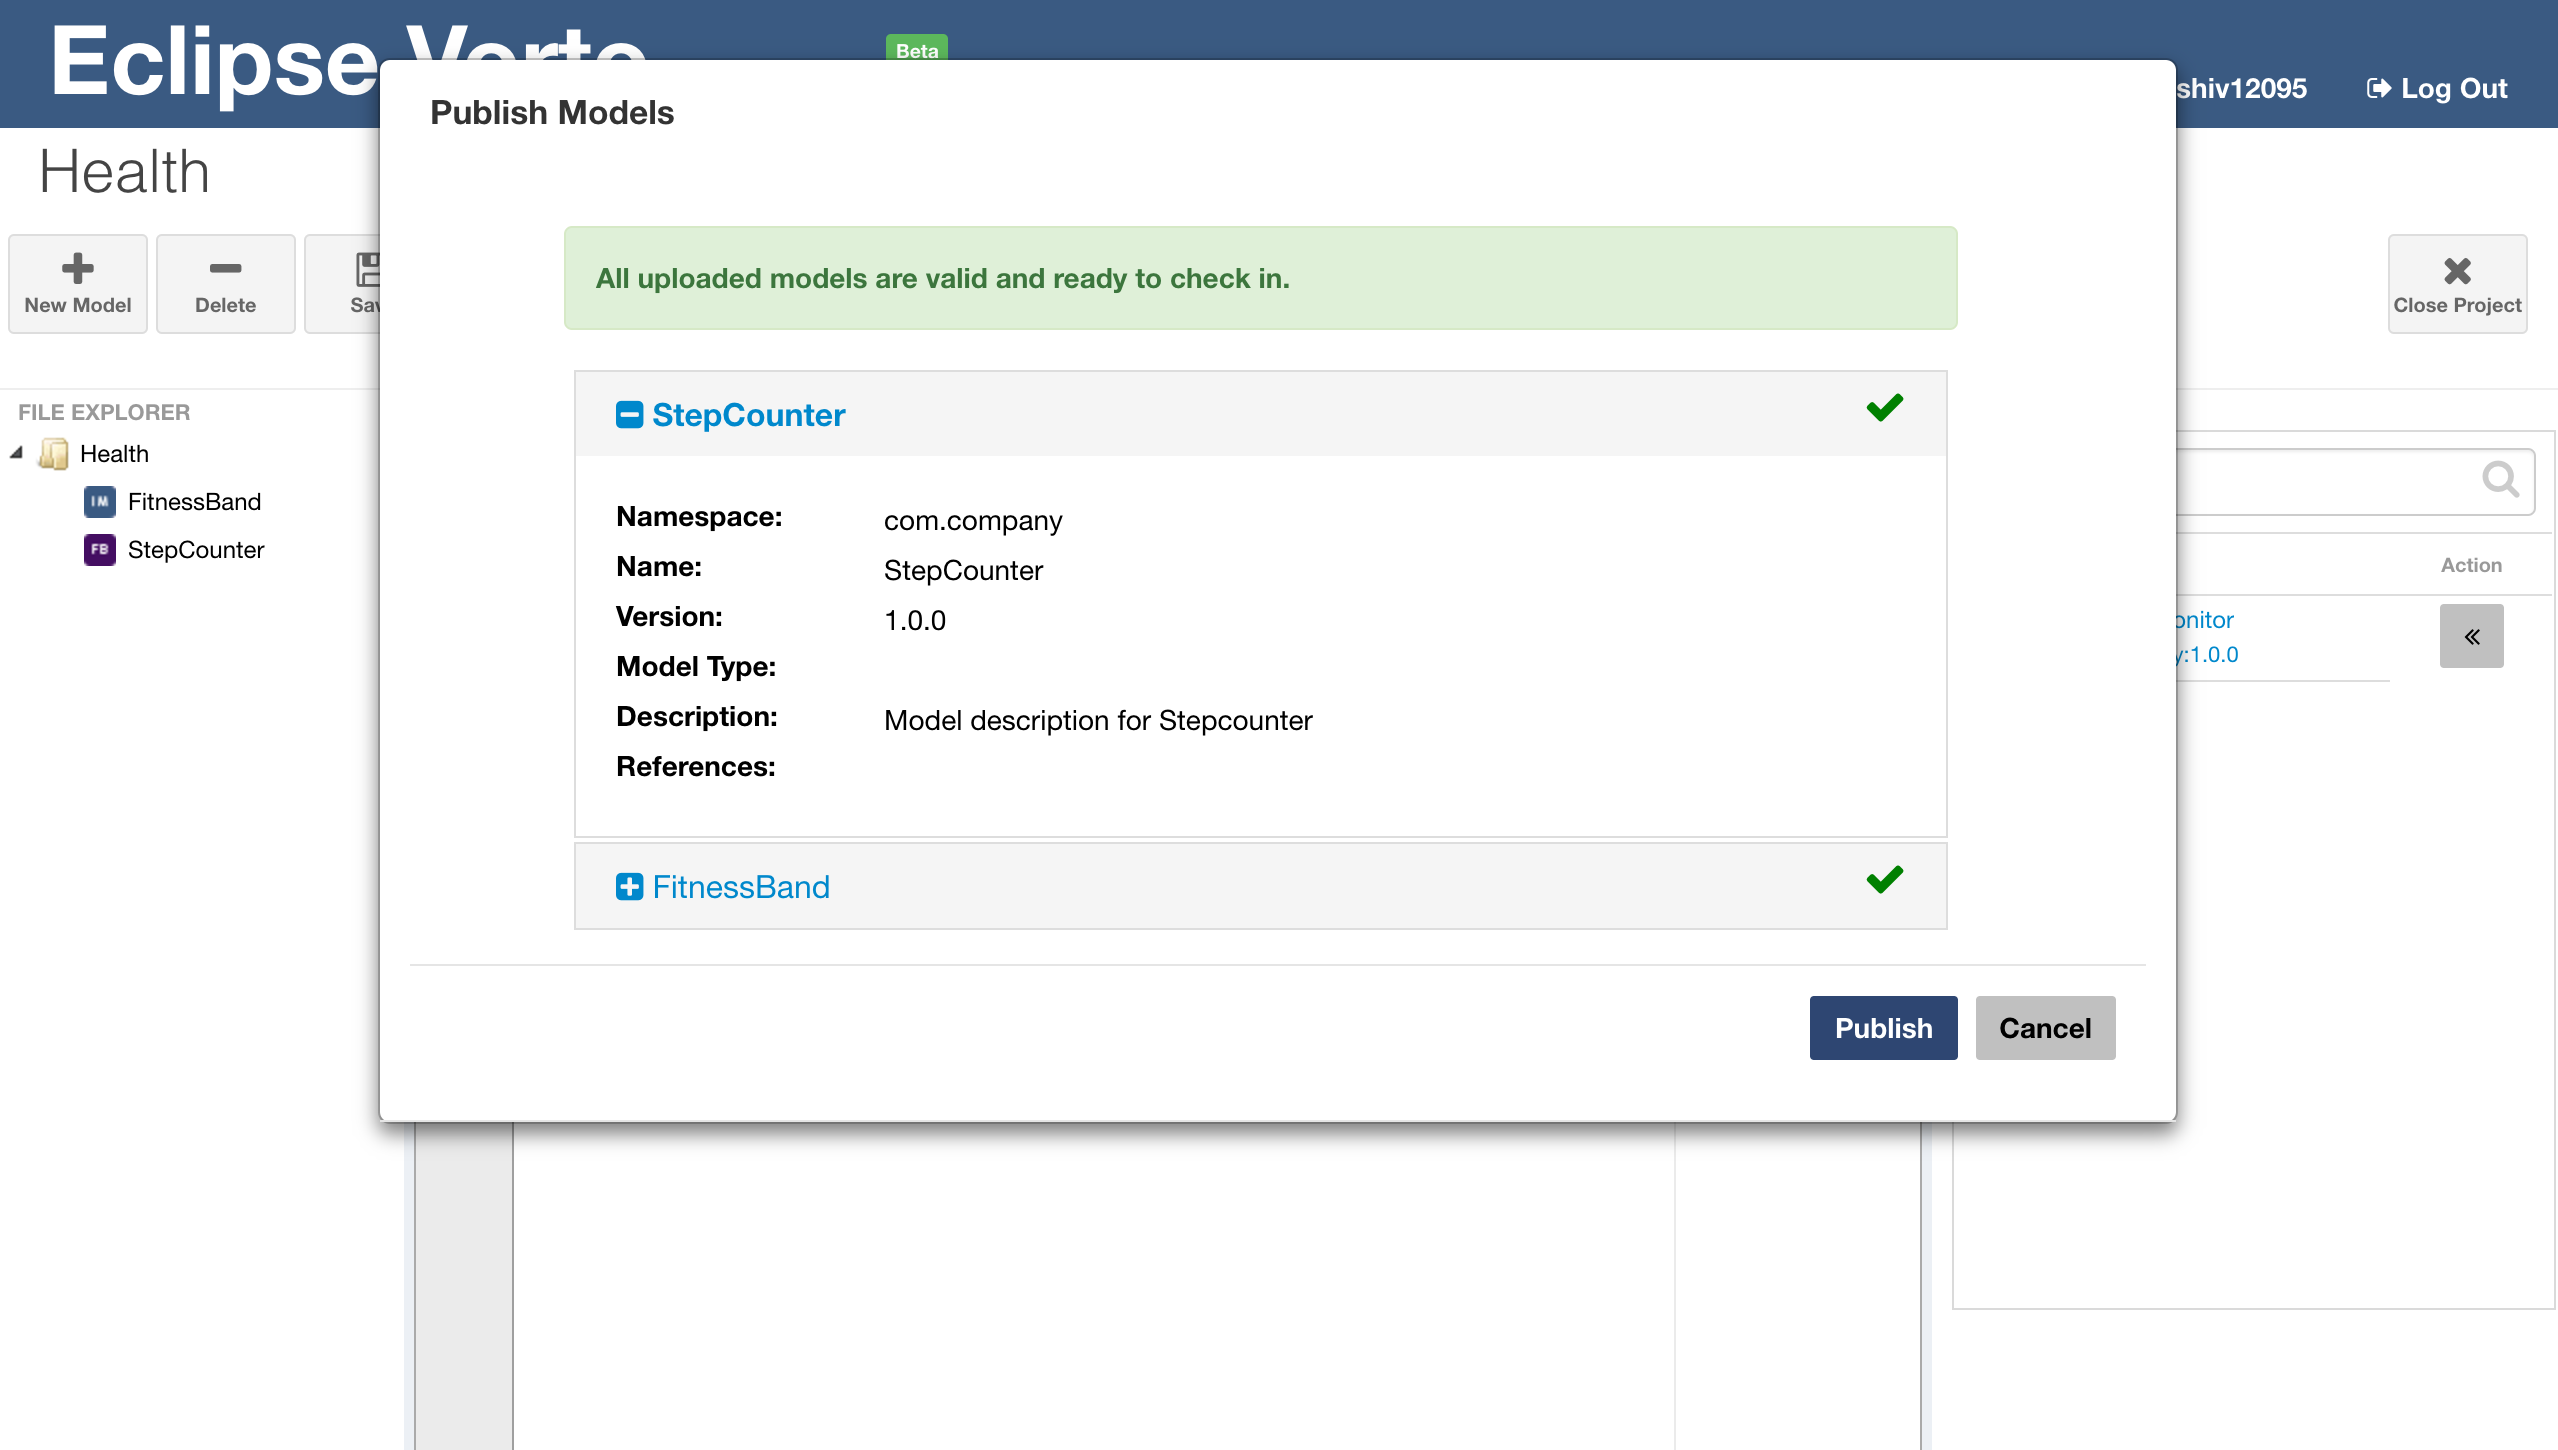 Eclipse
Beta
shiv12095
Log Out
Health
New Model
Delete
Close Project
Publish Models
All uploaded models are valid and ready to check in.
StepCounter
Namespace: com.company
Name: StepCounter
Version: 1.0.0
Model Type:
Description: Model description for Stepcounter
References:
FitnessBand
Publish
Cancel
FILE EXPLORER
Health
IM FitnessBand
FB StepCounter
Action
onitor
y:1.0.0